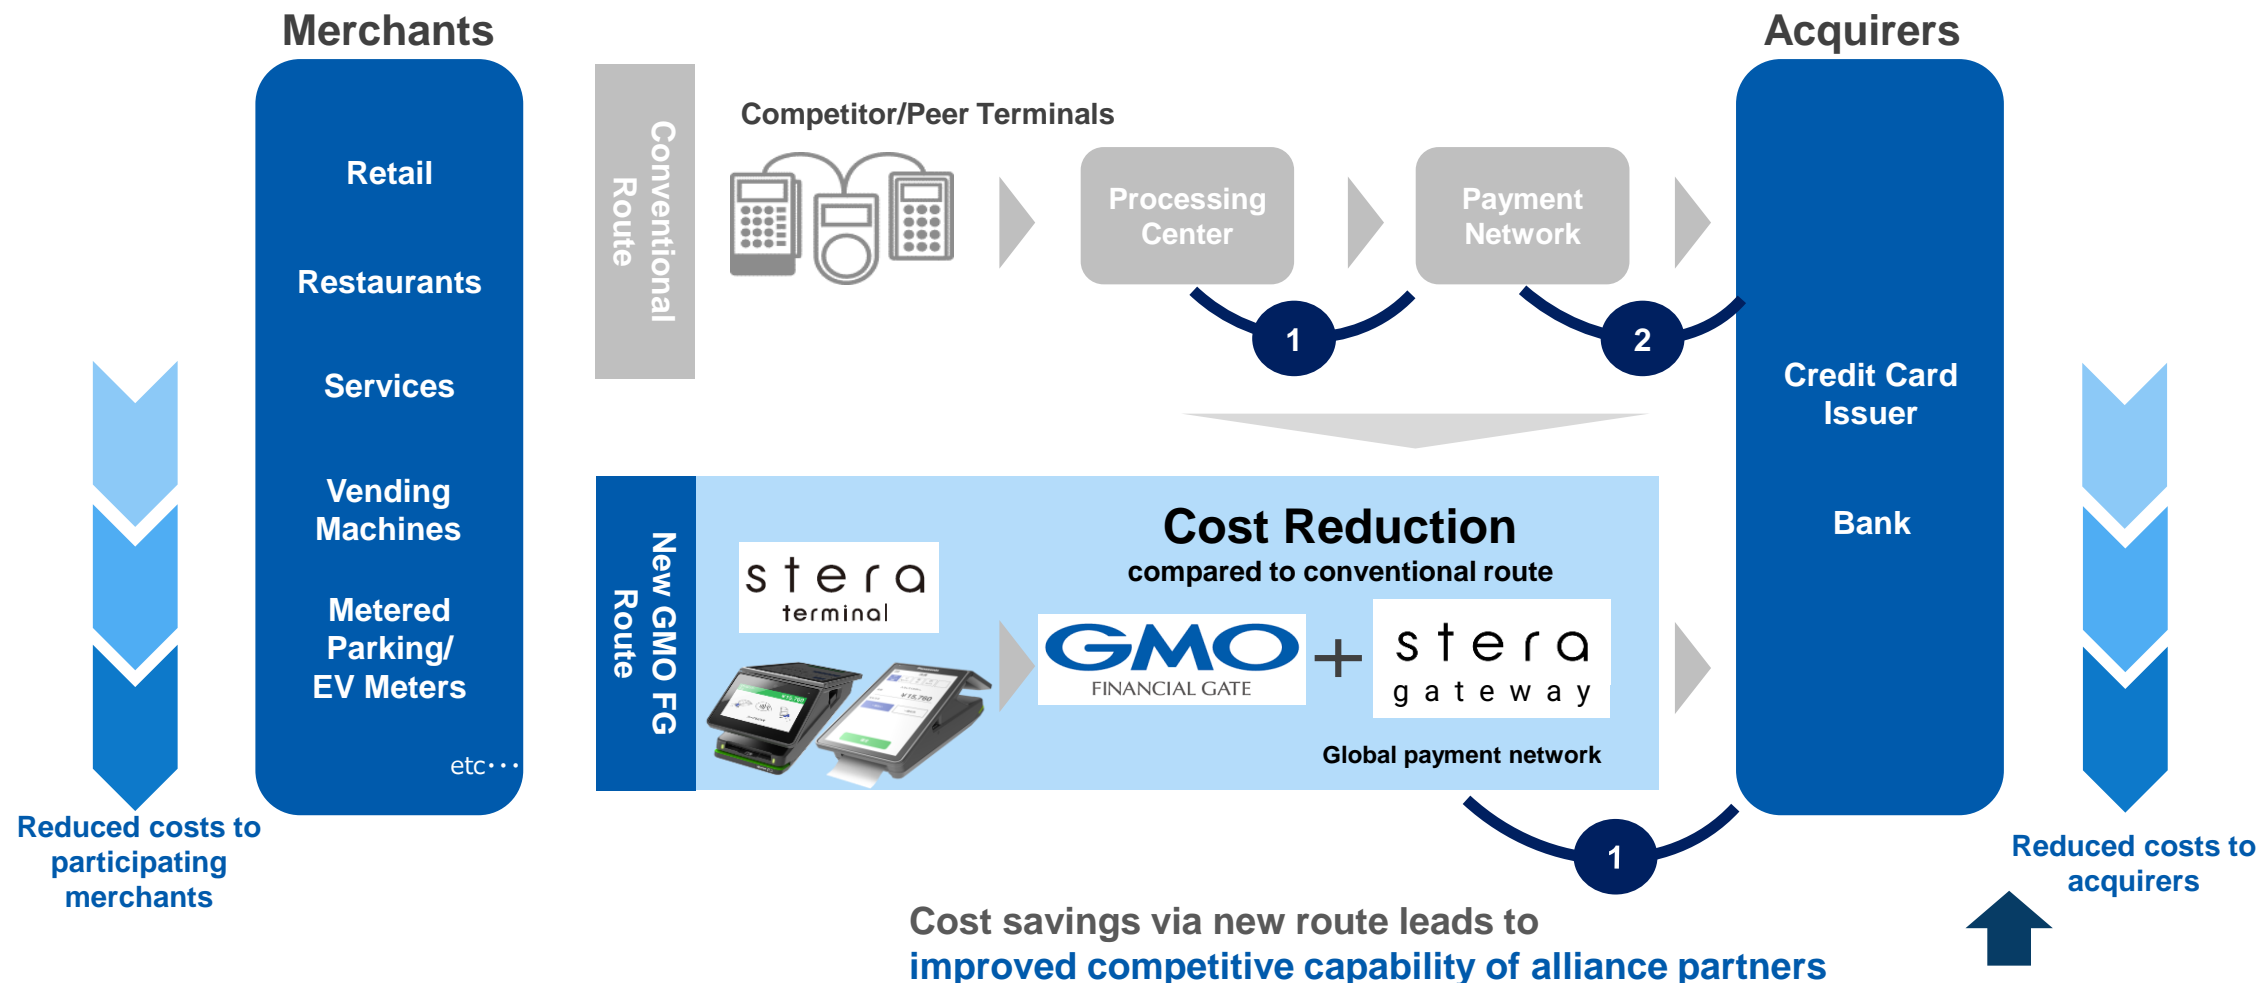 Merchants
Acquirers
Retail
Restaurants
Services
Vending
Machines
Metered
Parking/
EV Meters
etc･･･
Conventional
Route
Competitor/Peer Terminals
Processing
Center
Payment
Network
1
2
Credit Card
Issuer
Bank
New GMO FG
Route
stera
terminal
Cost Reduction
compared to conventional route
GMO
FINANCIAL GATE
+
stera
gateway
Global payment network
1
Reduced costs to
participating
merchants
Reduced costs to
acquirers
Cost savings via new route leads to
improved competitive capability of alliance partners